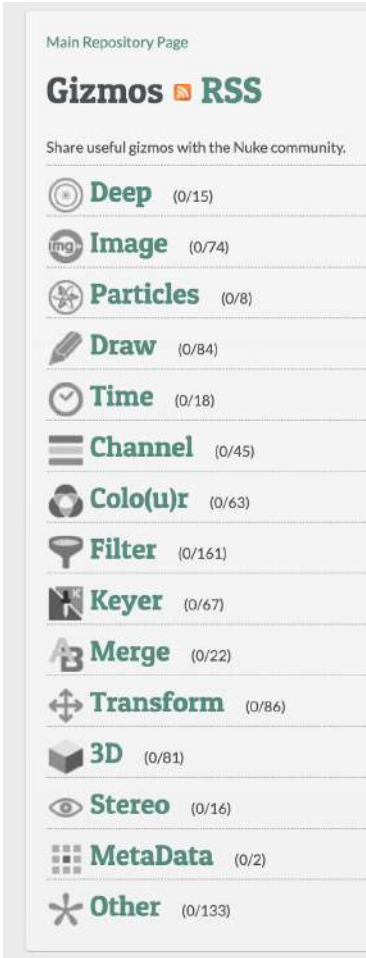 Main Repository Page
Gizmos RSS
Share useful gizmos with the Nuke community.
Deep (0/15)
img Image (0/74)
Particles (0/8)
Draw (0/84)
Time (0/18)
Channel (0/45)
Colo(u)r (0/63)
Filter (0/161)
K Keyer (0/67)
AB Merge (0/22)
Transform (0/86)
3D (0/81)
Stereo (0/16)
MetaData (0/2)
Other (0/133)